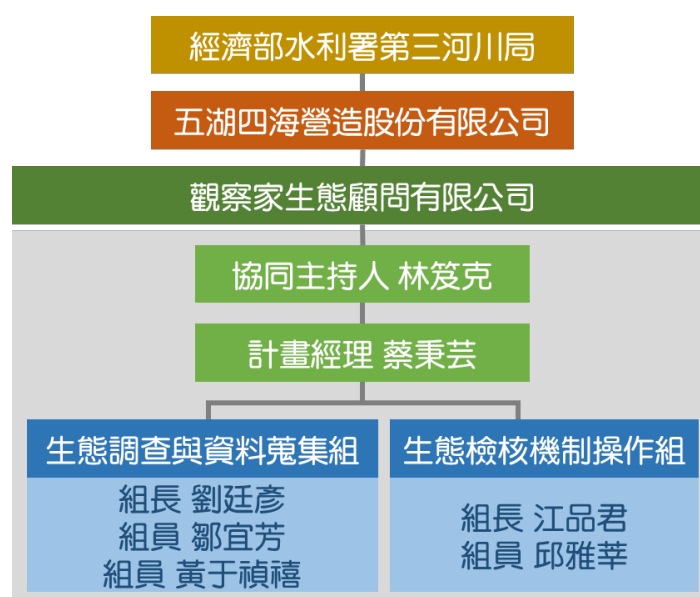 經濟部水利署第三河川局
五湖四海營造股份有限公司
觀察家生態顧問有限公司
協同主持人 林笈克
計畫經理 蔡秉芸
生態調查與資料蒐集組
組長 劉廷彥
組員 鄒宜芳
組員 黃于禎禧
生態檢核機制操作組
組長 江品君
組員 邱雅莘